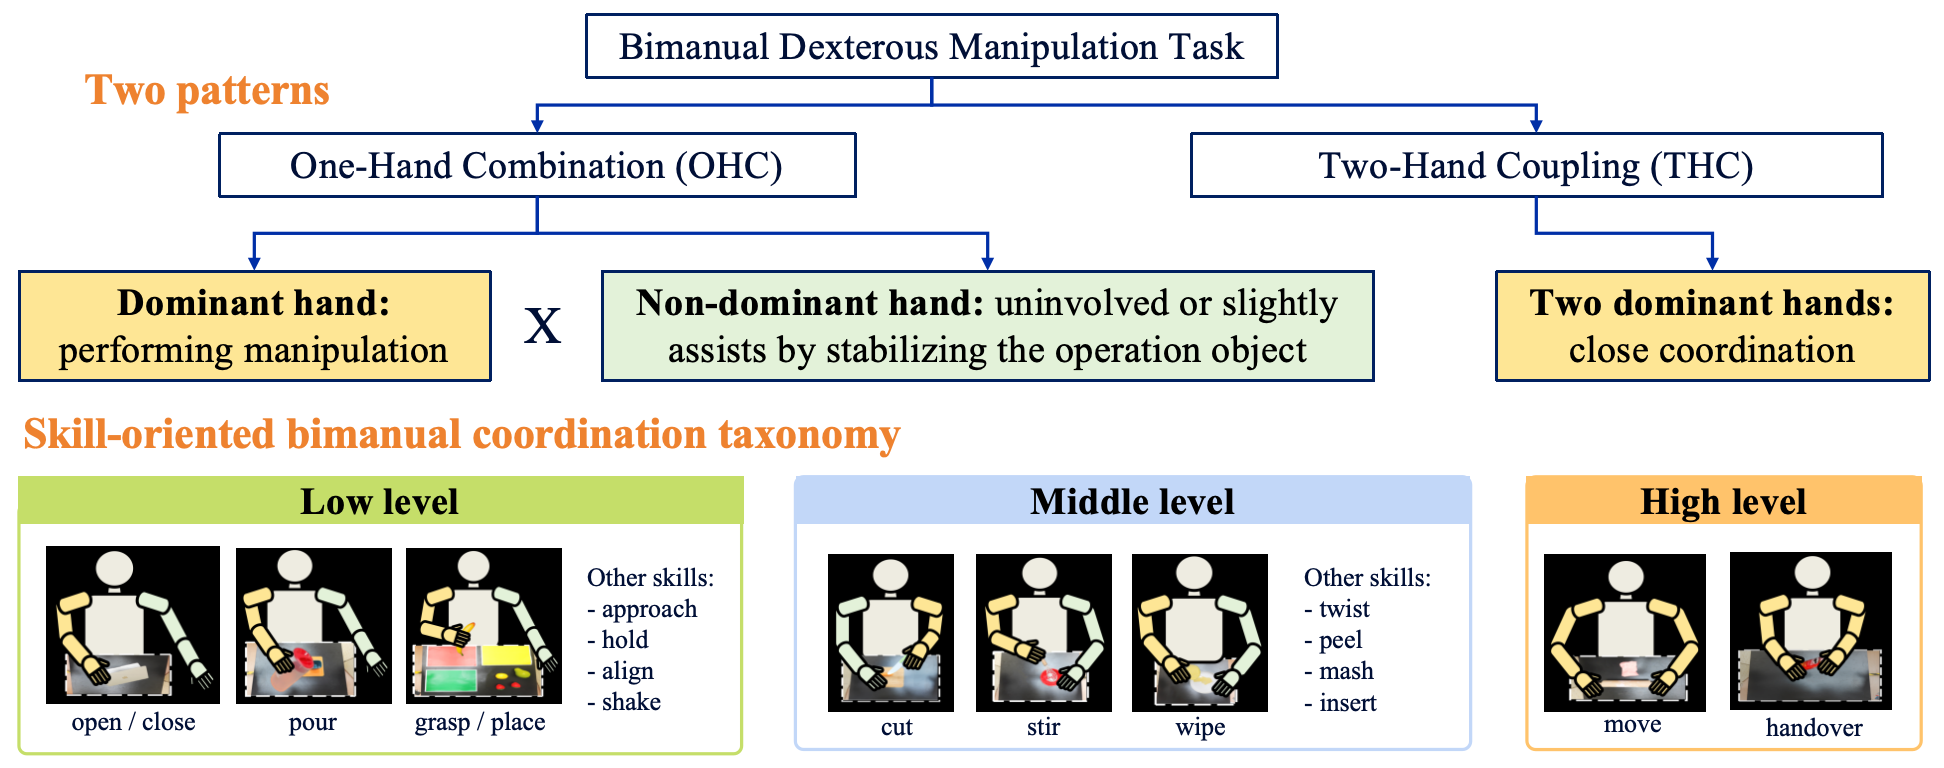 Bimanual Dexterous Manipulation Task
Two patterns
One-Hand Combination (OHC)
Two-Hand Coupling (THC)
Dominant hand:
performing manipulation
X
Non-dominant hand: uninvolved or slightly
assists by stabilizing the operation object
Two dominant hands:
close coordination
Skill-oriented bimanual coordination taxonomy
Low level
open / close
pour
grasp / place
Other skills:
- approach
- hold
- align
- shake
Middle level
cut
stir
wipe
Other skills:
- twist
- peel
- mash
- insert
High level
move
handover